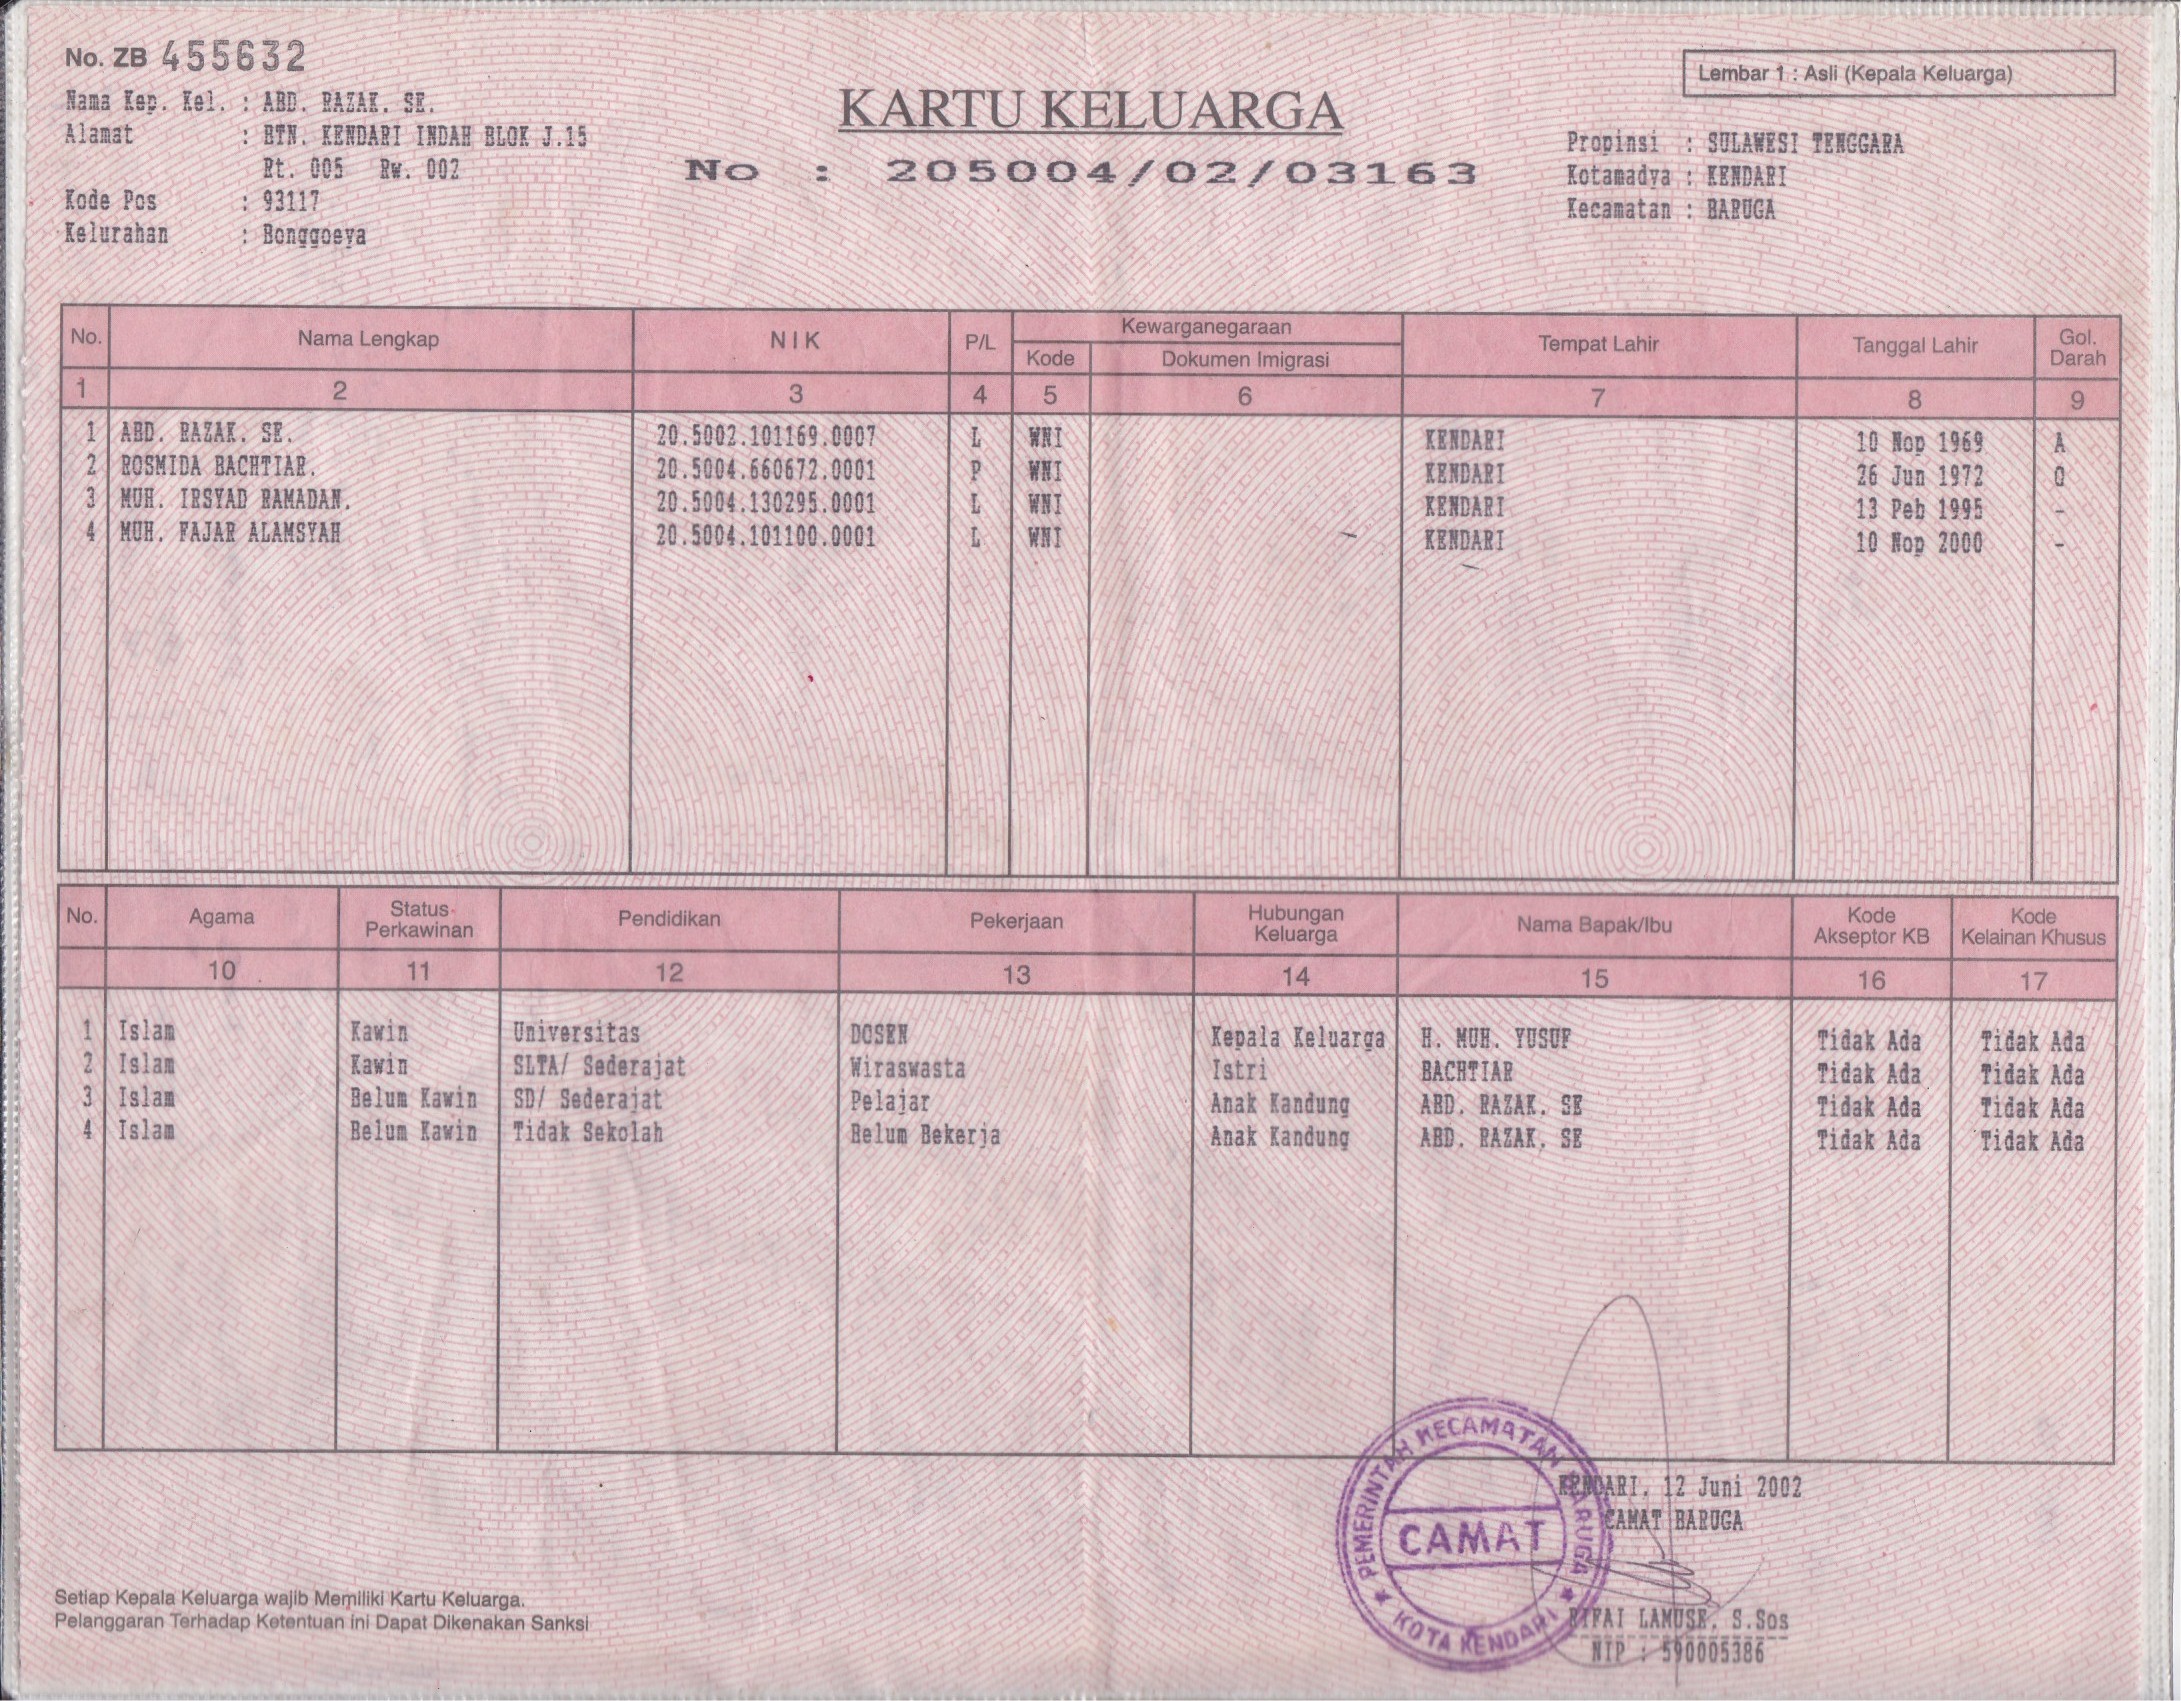 No. ZB 455632
Lembar 1 : Asli (Kepala Keluarga)
Nama Kep. Kel. : ABD. RAZAK. SE.
KARTU KELUARGA
Alamat : BTN. KENDARI INDAH BLOK J.15
Propinsi : SULAWESI TENGGARA
Rt. 005 Rw. 002
No : 205004/02/03163
Kotamadya : KENDARI
Kode Pos : 93117
Kecamatan : BARUGA
Kelurahan : Bonggoeya
No. Nama Lengkap NIK P/L Kewarganegaraan Tempat Lahir Tanggal Lahir Gol. Darah
Kode Dokumen Imigrasi
1 2 3 4 5 6 7 8 9
1 ABD. RAZAK. SE. 20.5002.101169.0007 L WNI KENDARI 10 Nop 1969 A
2 ROSMIDA BACHTIAR. 20.5004.660672.0001 P WNI KENDARI 26 Jun 1972 O
3 MUH. IRSYAD RAMADAN. 20.5004.130295.0001 L WNI KENDARI 13 Peb 1995 -
4 MUH. FAJAR ALAMSYAH 20.5004.101100.0001 L WNI KENDARI 10 Nop 2000 -
No. Agama Status Perkawinan Pendidikan Pekerjaan Hubungan Keluarga Nama Bapak/Ibu Kode Akseptor KB Kode Kelainan Khusus
10 11 12 13 14 15 16 17
1 Islam Kawin Universitas DOSEN Kepala Keluarga H. MUH. YUSUF Tidak Ada Tidak Ada
2 Islam Kawin SLTA/ Sederajat Wiraswasta Istri BACHTIAR Tidak Ada Tidak Ada
3 Islam Belum Kawin SD/ Sederajat Pelajar Anak Kandung ABD. RAZAK. SE Tidak Ada Tidak Ada
4 Islam Belum Kawin Tidak Sekolah Belum Bekerja Anak Kandung ABD. RAZAK. SE Tidak Ada Tidak Ada
KENDARI, 12 Juni 2002
CAMAT BARUGA
PEMERINTAH KECAMATAN BARUGA
CAMAT
KOTA KENDARI
RIFAI LAMUSE, S.Sos
NIP : 590005386
Setiap Kepala Keluarga wajib Memiliki Kartu Keluarga.
Pelanggaran Terhadap Ketentuan ini Dapat Dikenakan Sanksi